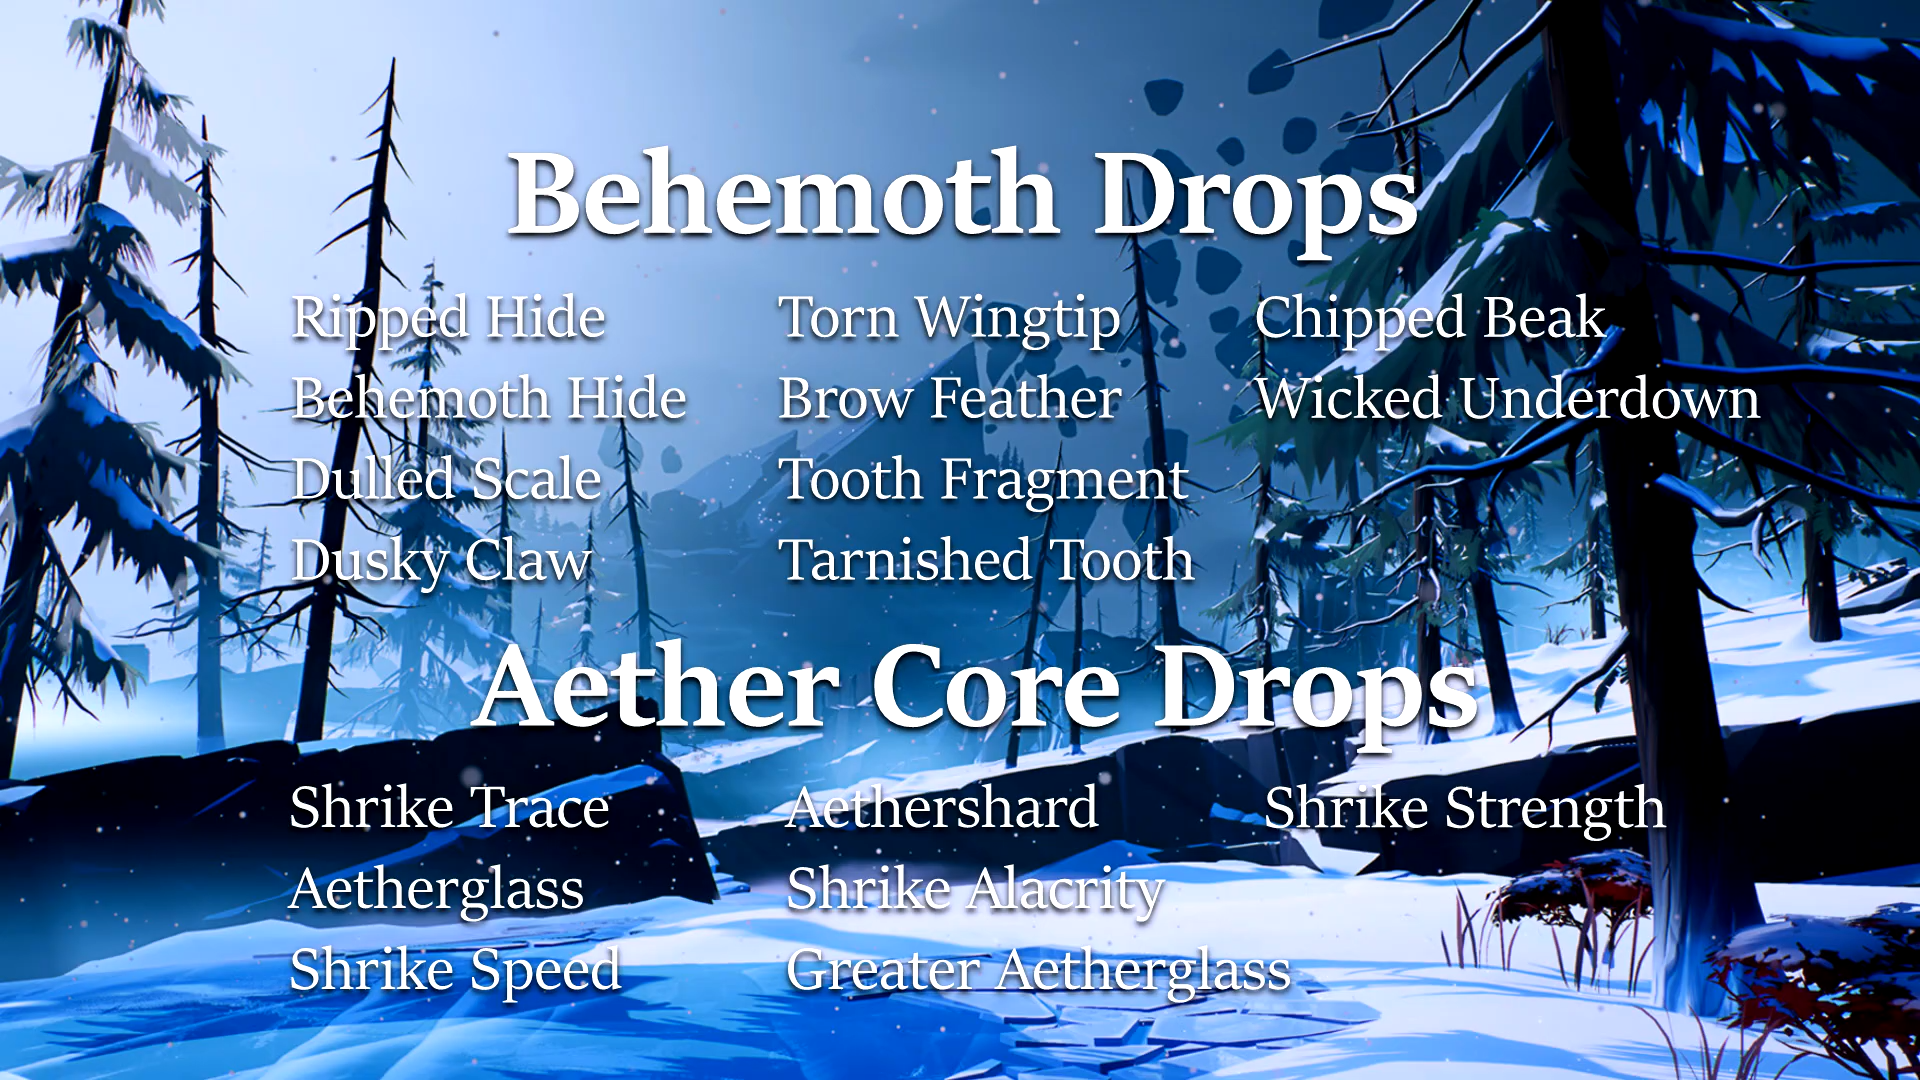 Behemoth Drops
Ripped Hide
Behemoth Hide
Dulled Scale
Dusky Claw
Torn Wingtip
Brow Feather
Tooth Fragment
Tarnished Tooth
Chipped Beak
Wicked Underdown
Aether Core Drops
Shrike Trace
Aetherglass
Shrike Speed
Aethershard
Shrike Alacrity
Greater Aetherglass
Shrike Strength